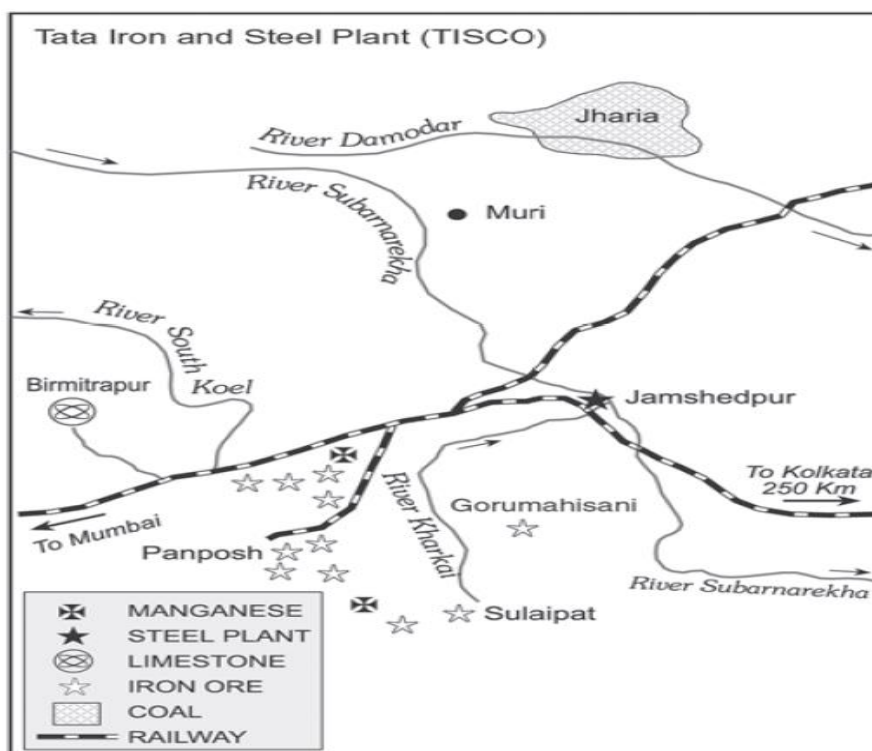 Tata Iron and Steel Plant (TISCO)
Jharia
River Damodar
River Subarnarekha
Muri
River South Koel
Birmitrapur
Jamshedpur
To Kolkata
250 Km
To Mumbai
River Kharkai
Gorumahisani
Panposh
Sulaipat
River Subarnarekha
MANGANESE
STEEL PLANT
LIMESTONE
IRON ORE
COAL
RAILWAY